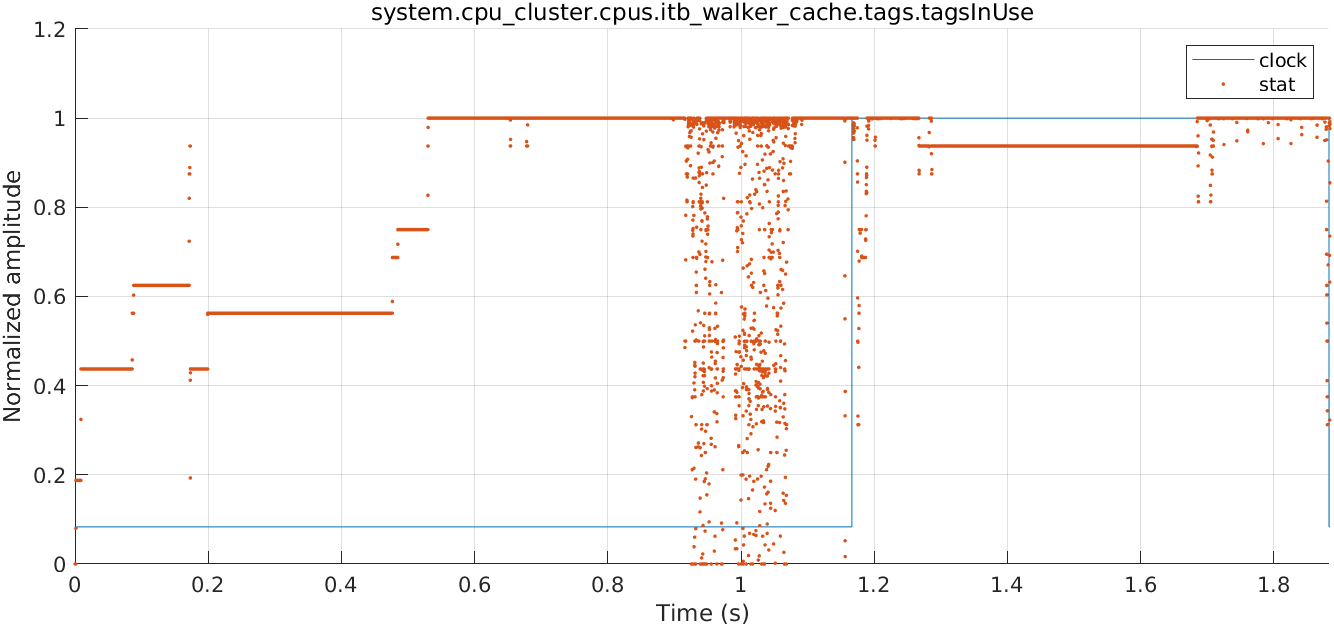 system.cpu_cluster.cpus.itb_walker_cache.tags.tagsInUse
1.2
1
0.8
0.6
0.4
0.2
0
Normalized amplitude
clock
stat
0 0.2 0.4 0.6 0.8 1 1.2 1.4 1.6 1.8
Time (s)